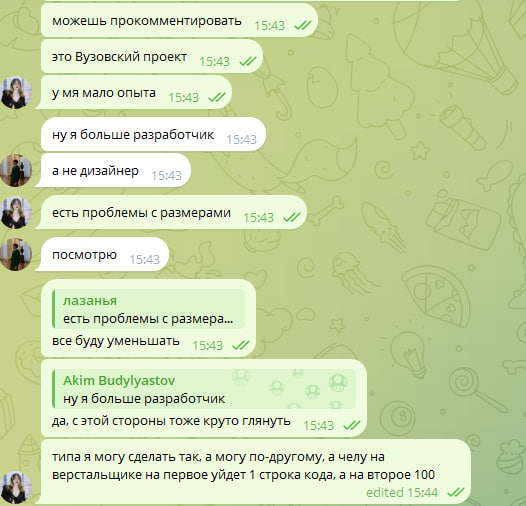 можешь прокомментировать 15:43
это Вузовский проект 15:43
у мя мало опыта 15:43
ну я больше разработчик 15:43
а не дизайнер 15:43
есть проблемы с размерами 15:43
посмотрю 15:43
лазанья
есть проблемы с размера...
все буду уменьшать 15:43
Akim Budylyastov
ну я больше разработчик
да, с этой стороны тоже круто глянуть 15:43
типа я могу сделать так, а могу по-другому, а челу на
верстальщике на первое уйдет 1 строка кода, а на второе 100
edited 15:44